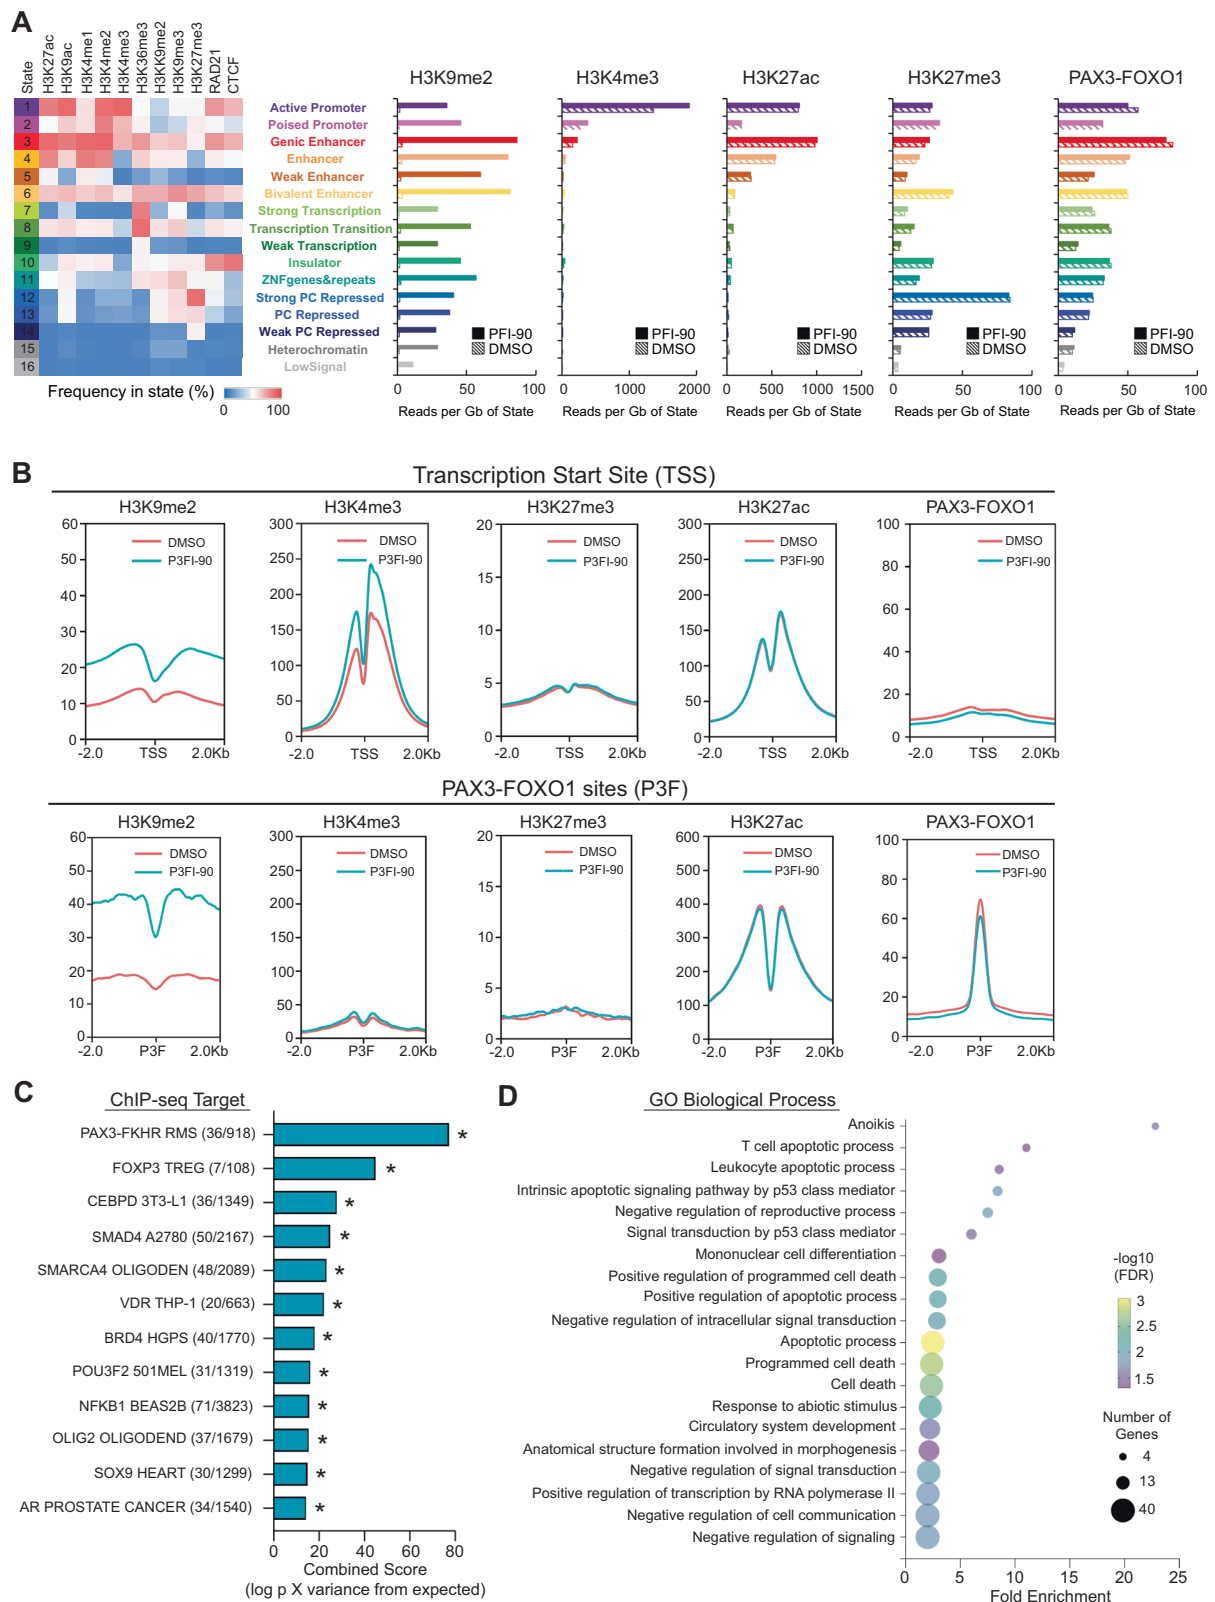 A
State
H3K27ac
H3K9ac
H3K4me1
H3K4me2
H3K4me3
H3K36me3
H3KK9me2
H3K9me3
H3K27me3
RAD21
CTCF
1
2
3
4
5
6
7
8
9
10
11
12
13
14
15
16
Frequency in state (%)
0
100
Active Promoter
Poised Promoter
Genic Enhancer
Enhancer
Weak Enhancer
Bivalent Enhancer
Strong Transcription
Transcription Transition
Weak Transcription
Insulator
ZNFgenes&repeats
Strong PC Repressed
PC Repressed
Weak PC Repressed
Heterochromatin
LowSignal
H3K9me2
PFI-90
DMSO
0 50 100
Reads per Gb of State
H3K4me3
PFI-90
DMSO
0 1000 2000
Reads per Gb of State
H3K27ac
PFI-90
DMSO
0 500 1000 1500
Reads per Gb of State
H3K27me3
PFI-90
DMSO
0 50 100
Reads per Gb of State
PAX3-FOXO1
PFI-90
DMSO
0 50 100
Reads per Gb of State
B
Transcription Start Site (TSS)
H3K9me2
60
50
40
30
20
10
0
DMSO
P3FI-90
-2.0 TSS 2.0Kb
H3K4me3
300
250
200
150
100
50
0
DMSO
P3FI-90
-2.0 TSS 2.0Kb
H3K27me3
20
15
10
5
0
DMSO
P3FI-90
-2.0 TSS 2.0Kb
H3K27ac
300
250
200
150
100
50
0
DMSO
P3FI-90
-2.0 TSS 2.0Kb
PAX3-FOXO1
100
80
60
40
20
0
DMSO
P3FI-90
-2.0 TSS 2.0Kb
PAX3-FOXO1 sites (P3F)
H3K9me2
60
50
40
30
20
10
0
DMSO
P3FI-90
-2.0 P3F 2.0Kb
H3K4me3
300
250
200
150
100
50
0
DMSO
P3FI-90
-2.0 P3F 2.0Kb
H3K27me3
20
15
10
5
0
DMSO
P3FI-90
-2.0 P3F 2.0Kb
H3K27ac
600
500
400
300
200
100
0
DMSO
P3FI-90
-2.0 P3F 2.0Kb
PAX3-FOXO1
100
80
60
40
20
0
DMSO
P3FI-90
-2.0 P3F 2.0Kb
C
ChIP-seq Target
PAX3-FKHR RMS (36/918) *
FOXP3 TREG (7/108) *
CEBPD 3T3-L1 (36/1349) *
SMAD4 A2780 (50/2167) *
SMARCA4 OLIGODEN (48/2089) *
VDR THP-1 (20/663) *
BRD4 HGPS (40/1770) *
POU3F2 501MEL (31/1319) *
NFKB1 BEAS2B (71/3823) *
OLIG2 OLIGODEND (37/1679) *
SOX9 HEART (30/1299) *
AR PROSTATE CANCER (34/1540) *
0 20 40 60 80
Combined Score
(log p X variance from expected)
D
GO Biological Process
Anoikis
T cell apoptotic process
Leukocyte apoptotic process
Intrinsic apoptotic signaling pathway by p53 class mediator
Negative regulation of reproductive process
Signal transduction by p53 class mediator
Mononuclear cell differentiation
Positive regulation of programmed cell death
Positive regulation of apoptotic process
Negative regulation of intracellular signal transduction
Apoptotic process
Programmed cell death
Cell death
Response to abiotic stimulus
Circulatory system development
Anatomical structure formation involved in morphogenesis
Negative regulation of signal transduction
Positive regulation of transcription by RNA polymerase II
Negative regulation of cell communication
Negative regulation of signaling
0 5 10 15 20 25
Fold Enrichment
-log10
(FDR)
3
2.5
2
1.5
Number of
Genes
4
13
40